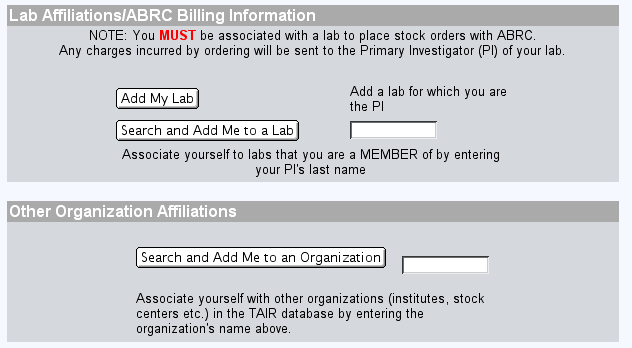 Lab Affiliations/ABRC Billing Information
NOTE: You MUST be associated with a lab to place stock orders with ABRC.
Any charges incurred by ordering will be sent to the Primary Investigator (PI) of your lab.
Add My Lab
Add a lab for which you are
the PI
Search and Add Me to a Lab
Associate yourself to labs that you are a MEMBER of by entering
your PI's last name
Other Organization Affiliations
Search and Add Me to an Organization
Associate yourself with other organizations (institutes, stock
centers etc.) in the TAIR database by entering the
organization's name above.